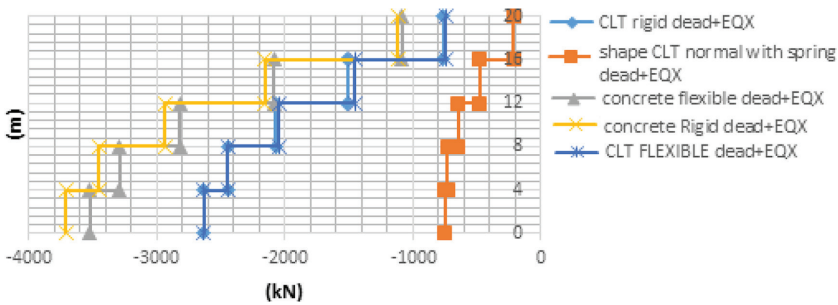 20
16
12
8
4
0
(m)
-4000
-3000
-2000
-1000
0
(kN)
CLT rigid dead+EQX
shape CLT normal with spring
dead+EQX
concrete flexible dead+EQX
concrete Rigid dead+EQX
CLT FLEXIBLE dead+EQX